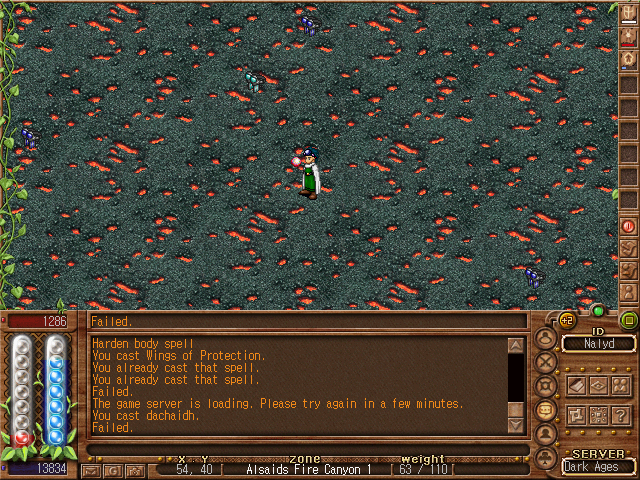 1286
Failed.
Harden body spell
You cast Wings of Protection.
You already cast that spell.
You already cast that spell.
Failed.
The game server is loading. Please try again in a few minutes.
You cast dachaidh.
Failed.
+2
ID
Nalyd
X Y zone weight
13834
G
54, 40 [ Alsaids Fire Canyon 1 [ 63 / 110 [
?
SERVER
Dark Ages